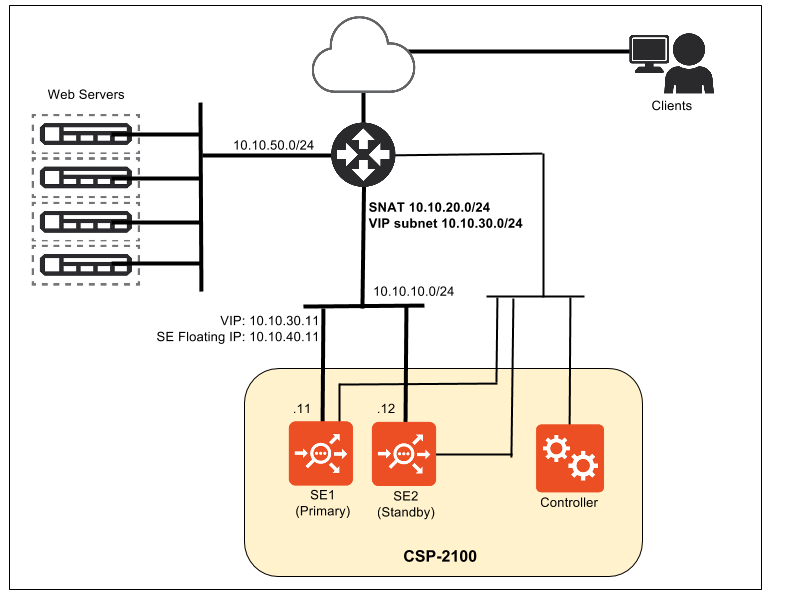 Web Servers
Clients
10.10.50.0/24
SNAT 10.10.20.0/24
VIP subnet 10.10.30.0/24
10.10.10.0/24
VIP: 10.10.30.11
SE Floating IP: 10.10.40.11
.11
.12
SE1
(Primary)
SE2
(Standby)
Controller
CSP-2100